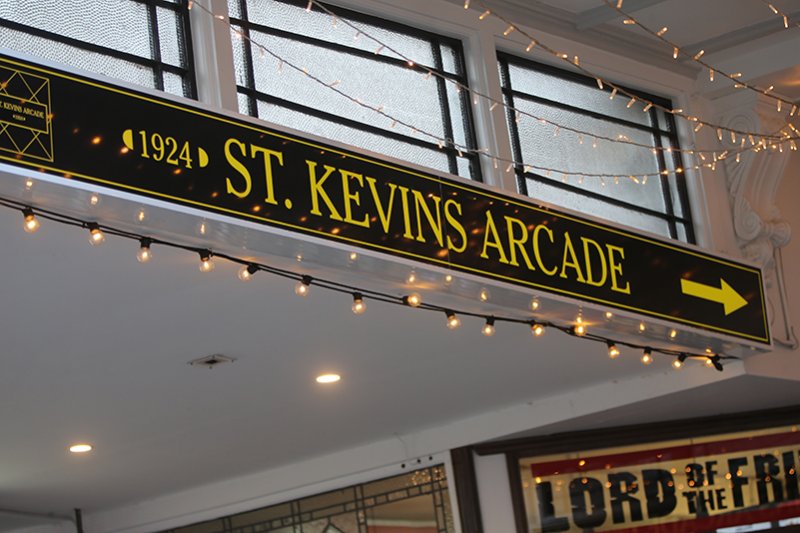 ST. KEVINS ARCADE
1924 ST. KEVINS ARCADE
LORD OF THE FRI